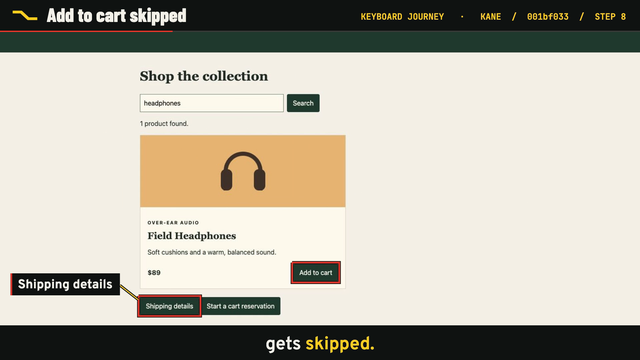 Add to cart skipped
KEYBOARD JOURNEY · KANE / 001bf033 / STEP 8
Shop the collection
headphones
Search
1 product found.
OVER-EAR AUDIO
Field Headphones
Soft cushions and a warm, balanced sound.
$89
Add to cart
Shipping details
Shipping details
Start a cart reservation
gets skipped.